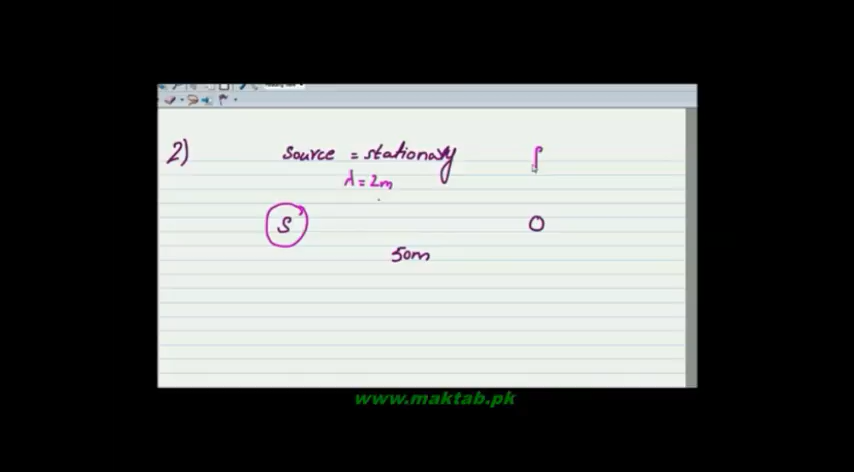 2) Source = stationary
λ = 2m
S O
50m
www.maktab.pk